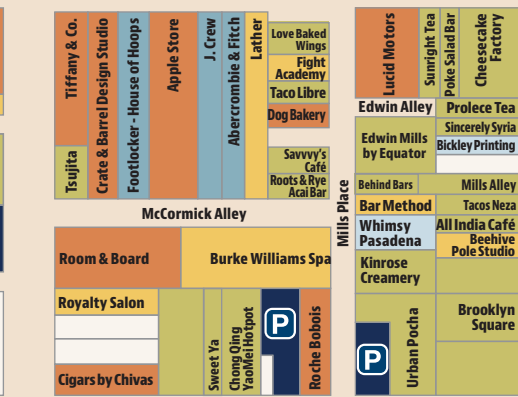 Tiffany & Co.
Tsujita
Crate & Barrel Design Studio
Footlocker - House of Hoops
Apple Store
J. Crew
Abercrombie & Fitch
Lather
Love Baked
Wings
Fight
Academy
Taco Libre
Dog Bakery
Savvvy's
Café
Roots & Rye
Acai Bar
McCormick Alley
Room & Board
Burke Williams Spa
Royalty Salon
Cigars by Chivas
Sweet Ya
Chong Qing
YaoMei Hotpot
P
Roche Bobois
Mills Place
Lucid Motors
Sunright Tea
Poke Salad Bar
Cheesecake
Factory
Edwin Alley
Prolece Tea
Edwin Mills
by Equator
Sincerely Syria
Bickley Printing
Behind Bars
Mills Alley
Bar Method
Tacos Neza
Whimsy
Pasadena
All India Café
Beehive
Pole Studio
Kinrose
Creamery
P
Urban Pocha
Brooklyn
Square